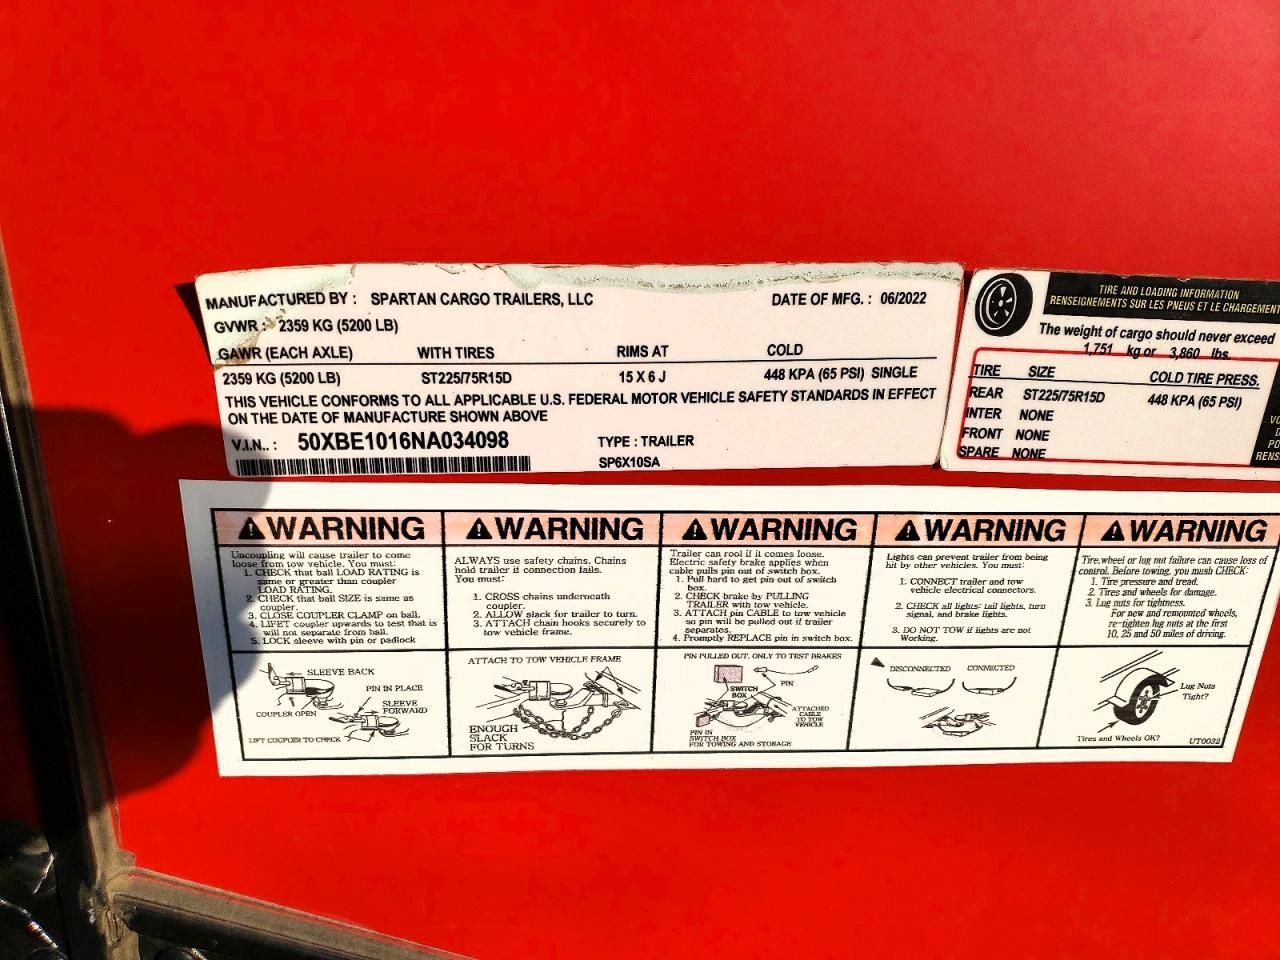 MANUFACTURED BY : SPARTAN CARGO TRAILERS, LLC DATE OF MFG. : 06/2022
GVWR : 2359 KG (5200 LB)
GAWR (EACH AXLE) WITH TIRES RIMS AT COLD
2359 KG (5200 LB) ST225/75R15D 15 X 6 J 448 KPA (65 PSI) SINGLE
THIS VEHICLE CONFORMS TO ALL APPLICABLE U.S. FEDERAL MOTOR VEHICLE SAFETY STANDARDS IN EFFECT
ON THE DATE OF MANUFACTURE SHOWN ABOVE
V.I.N.. : 50XBE1016NA034098 TYPE : TRAILER
SP6X10SA
TIRE AND LOADING INFORMATION
RENSEIGNEMENTS SUR LES PNEUS ET LE CHARGEMENT
The weight of cargo should never exceed
1,751 kg or 3,860 lbs.
TIRE SIZE COLD TIRE PRESS.
REAR ST225/75R15D 448 KPA (65 PSI)
INTER NONE
FRONT NONE
SPARE NONE
WARNING
Uncoupling will cause trailer to come
loose from tow vehicle. You must:
1. CHECK that ball LOAD RATING is
same or greater than coupler
LOAD RATING.
2. CHECK that ball SIZE is same as
coupler.
3. CLOSE COUPLER CLAMP on ball.
4. LIFET coupler upwards to test that is
will not separate from ball.
5. LOCK sleeve with pin or padlock
SLEEVE BACK
PIN IN PLACE
COUPLER OPEN
SLEEVE
FORWARD
LIFT COUPLER TO CHECK
WARNING
ALWAYS use safety chains. Chains
hold trailer if connection fails.
You must:
1. CROSS chains underneath
coupler.
2. ALLOW slack for trailer to turn.
3. ATTACH chain hooks securely to
tow vehicle frame.
ATTACH TO TOW VEHICLE FRAME
ENOUGH
SLACK
FOR TURNS
WARNING
Trailer can rool if it comes loose.
Electric safety brake applies when
cable pulls pin out of switch box.
1. Pull hard to get pin out of switch
box.
2. CHECK brake by PULLING
TRAILER with tow vehicle.
3. ATTACH pin CABLE to tow vehicle
so pin will be pulled out if trailer
separates.
4. Promptly REPLACE pin in switch box.
PIN PULLED OUT, ONLY TO TEST BRAKES
PIN
SWITCH
BOX
ATTACHED
CABLE
TO TOW
VEHICLE
PIN IN
SWITCH BOX
FOR TOWING AND STORAGE
WARNING
Lights can prevent trailer from being
hit by other vehicles. You must:
1. CONNECT trailer and tow
vehicle electrical connectors.
2. CHECK all lights: tail lights, turn
signal, and brake lights.
3. DO NOT TOW if lights are not
Working.
DISCONNECTED CONNECTED
WARNING
Tire, wheel or lug nut failure can cause loss of
control. Before towing, you mush CHECK:
1. Tire pressure and tread.
2. Tires and wheels for damage.
3. Lug nuts for tightness.
For new and remounted wheels,
re-tighten lug nuts at the first
10, 25 and 50 miles of driving.
Lug Nuts
Tight?
Tires and Wheels OK?
UT0032